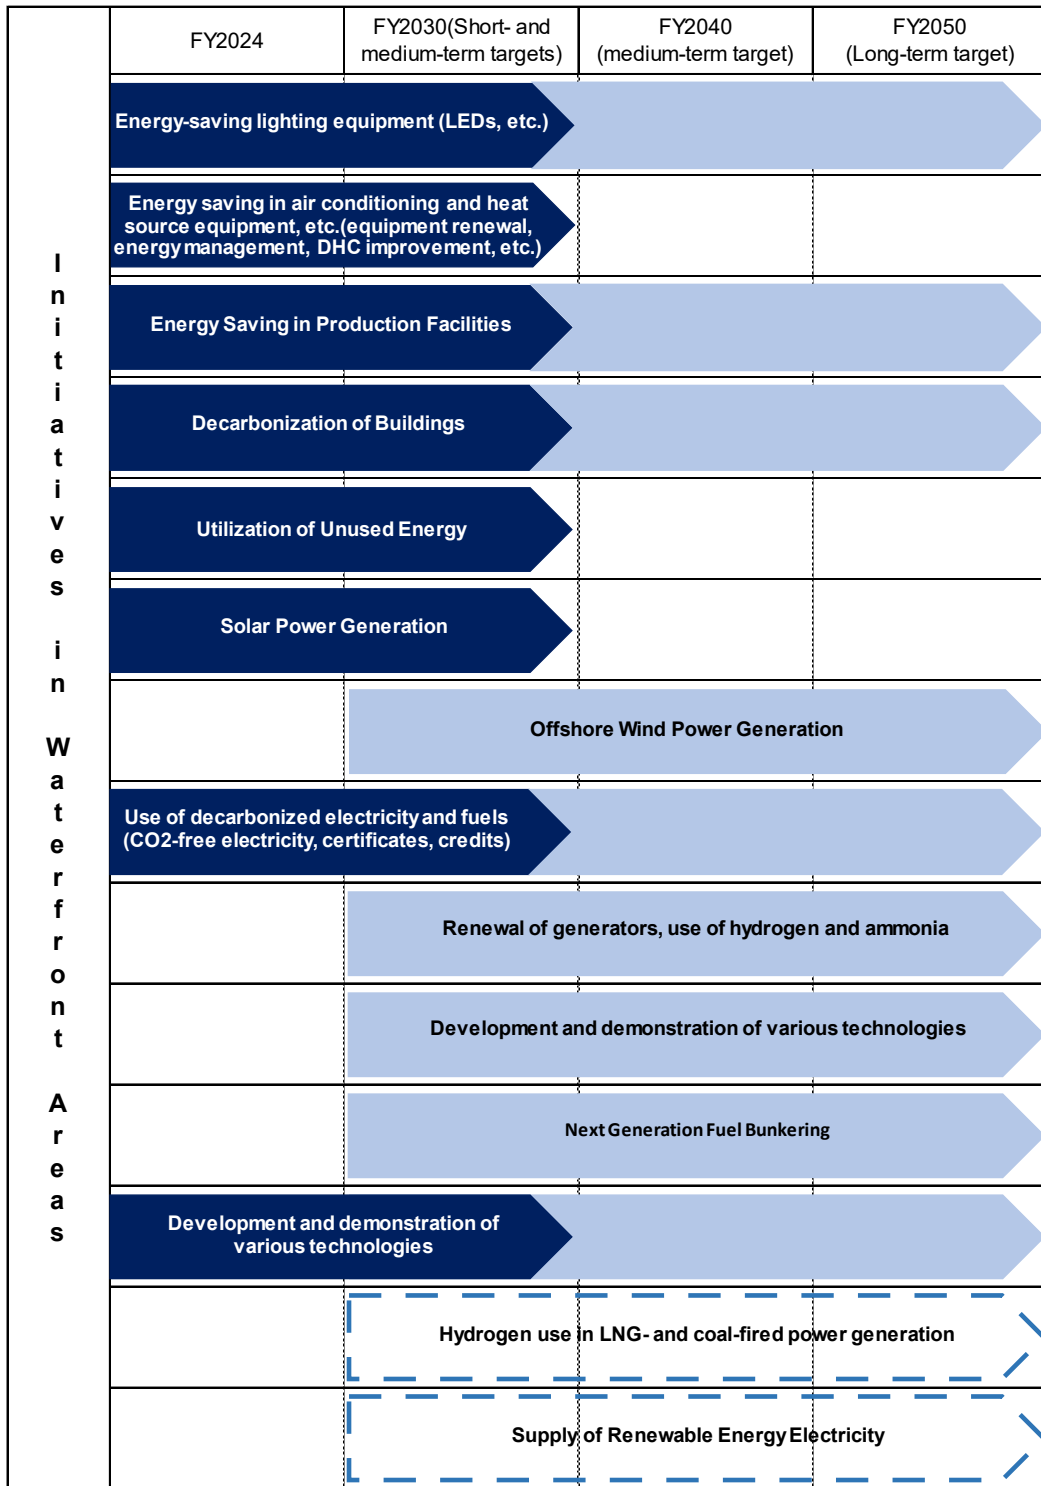 FY2024
FY2030(Short- and
medium-term targets)
FY2040
(medium-term target)
FY2050
(Long-term target)
Initiatives in Waterfront Areas
Energy-saving lighting equipment (LEDs, etc.)
Energy saving in air conditioning and heat
source equipment, etc.(equipment renewal,
energy management, DHC improvement, etc.)
Energy Saving in Production Facilities
Decarbonization of Buildings
Utilization of Unused Energy
Solar Power Generation
Offshore Wind Power Generation
Use of decarbonized electricity and fuels
(CO2-free electricity, certificates, credits)
Renewal of generators, use of hydrogen and ammonia
Development and demonstration of various technologies
Next Generation Fuel Bunkering
Development and demonstration of
various technologies
Hydrogen use in LNG- and coal-fired power generation
Supply of Renewable Energy Electricity